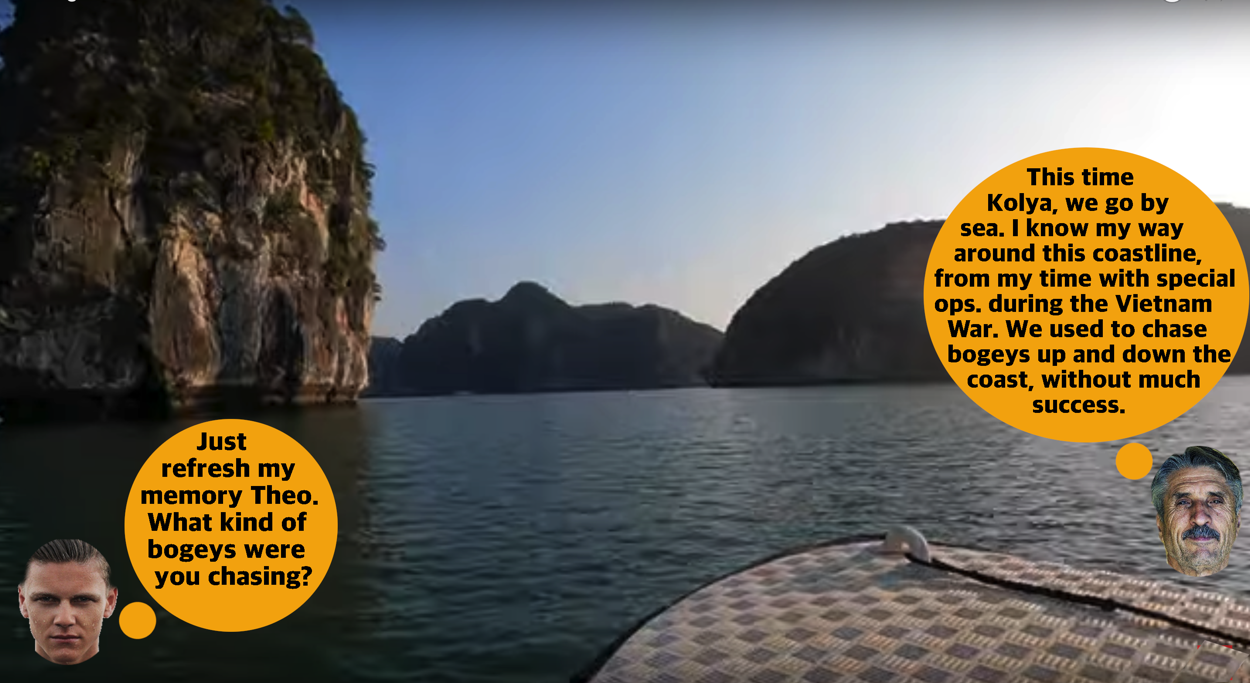 This time
Kolya, we go by
sea. I know my way
around this coastline,
from my time with special
ops. during the Vietnam
War. We used to chase
bogeys up and down the
coast, without much
success.
Just
refresh my
memory Theo.
What kind of
bogeys were
you chasing?